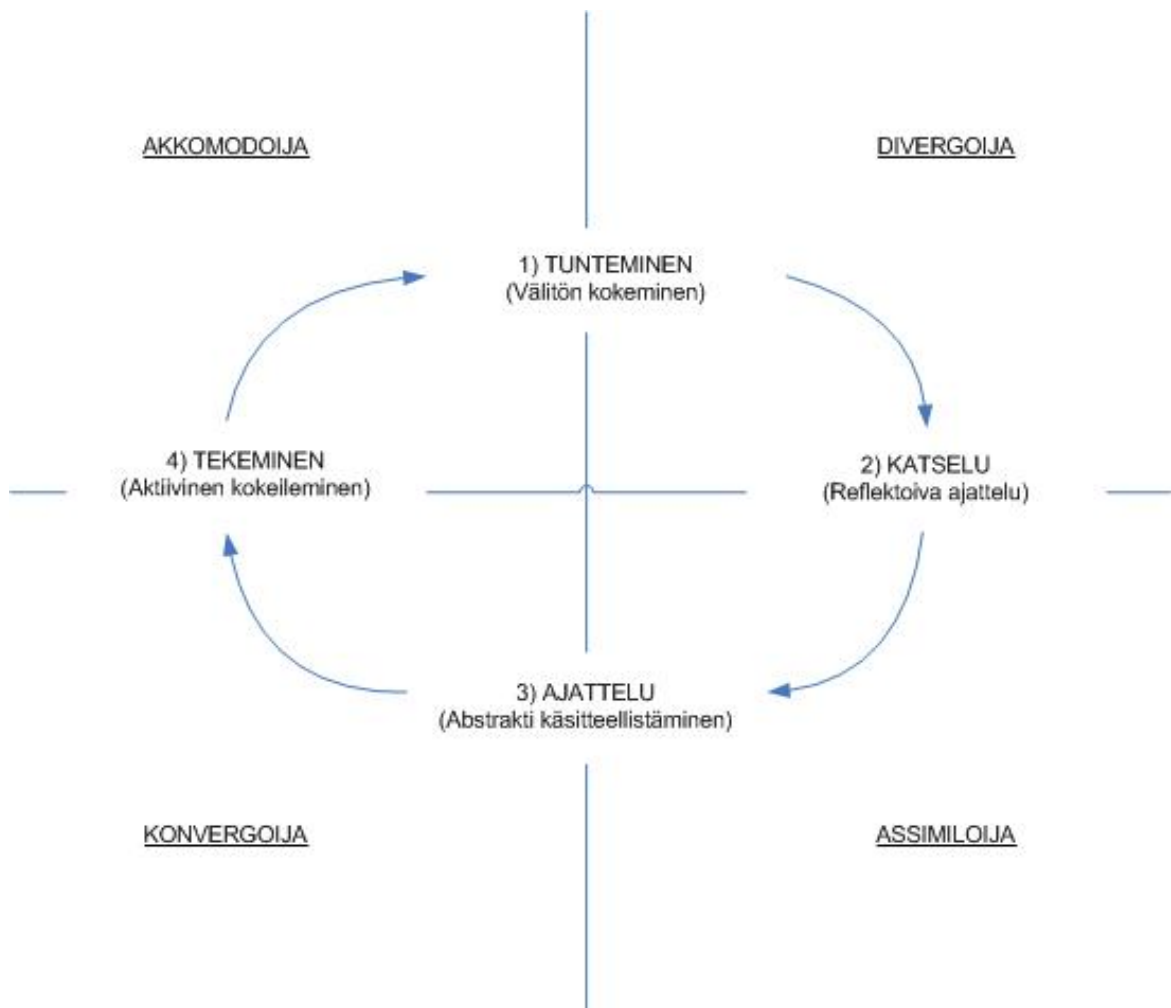 AKKOMODOIJA
DIVERGOIJA
1) TUNTEMINEN
(Välitön kokeminen)
4) TEKEMINEN
(Aktiivinen kokeileminen)
2) KATSELU
(Reflektoiva ajattelu)
3) AJATTELU
(Abstrakti käsitteellistäminen)
KONVERGOIJA
ASSIMILOIJA